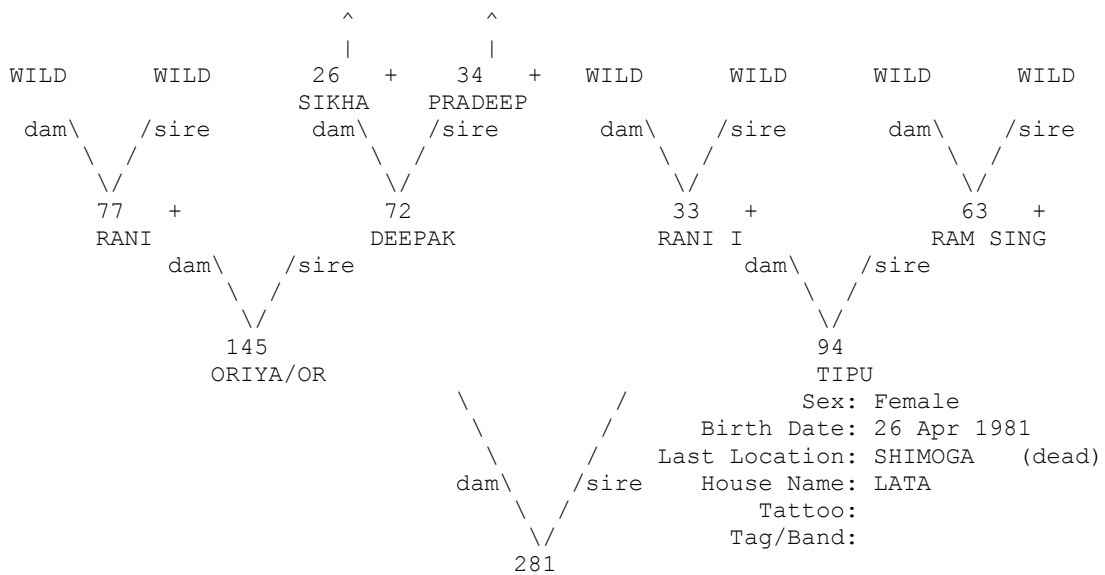 ^ ^
| |
WILD WILD 26 + 34 + WILD WILD WILD WILD
SIKHA PRADEEP
dam\ /sire dam\ /sire dam\ /sire dam\ /sire
\ / \ / \ / \ /
\/ \/ \/ \/
77 + 72 33 + 63 +
RANI DEEPAK RANI I RAM SING
dam\ /sire dam\ /sire
\ / \ /
\/ \/
145 94
ORIYA/OR TIPU
\ / Sex: Female
\ / Birth Date: 26 Apr 1981
\ / Last Location: SHIMOGA (dead)
dam\ /sire House Name: LATA
\ / Tattoo:
\/ Tag/Band:
281